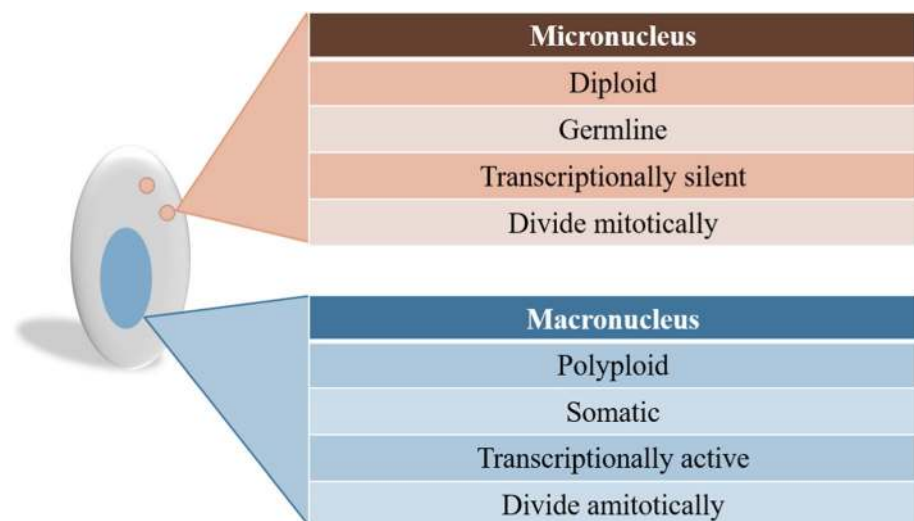 Micronucleus
Diploid
Germline
Transcriptionally silent
Divide mitotically
Macronucleus
Polyploid
Somatic
Transcriptionally active
Divide amitotically